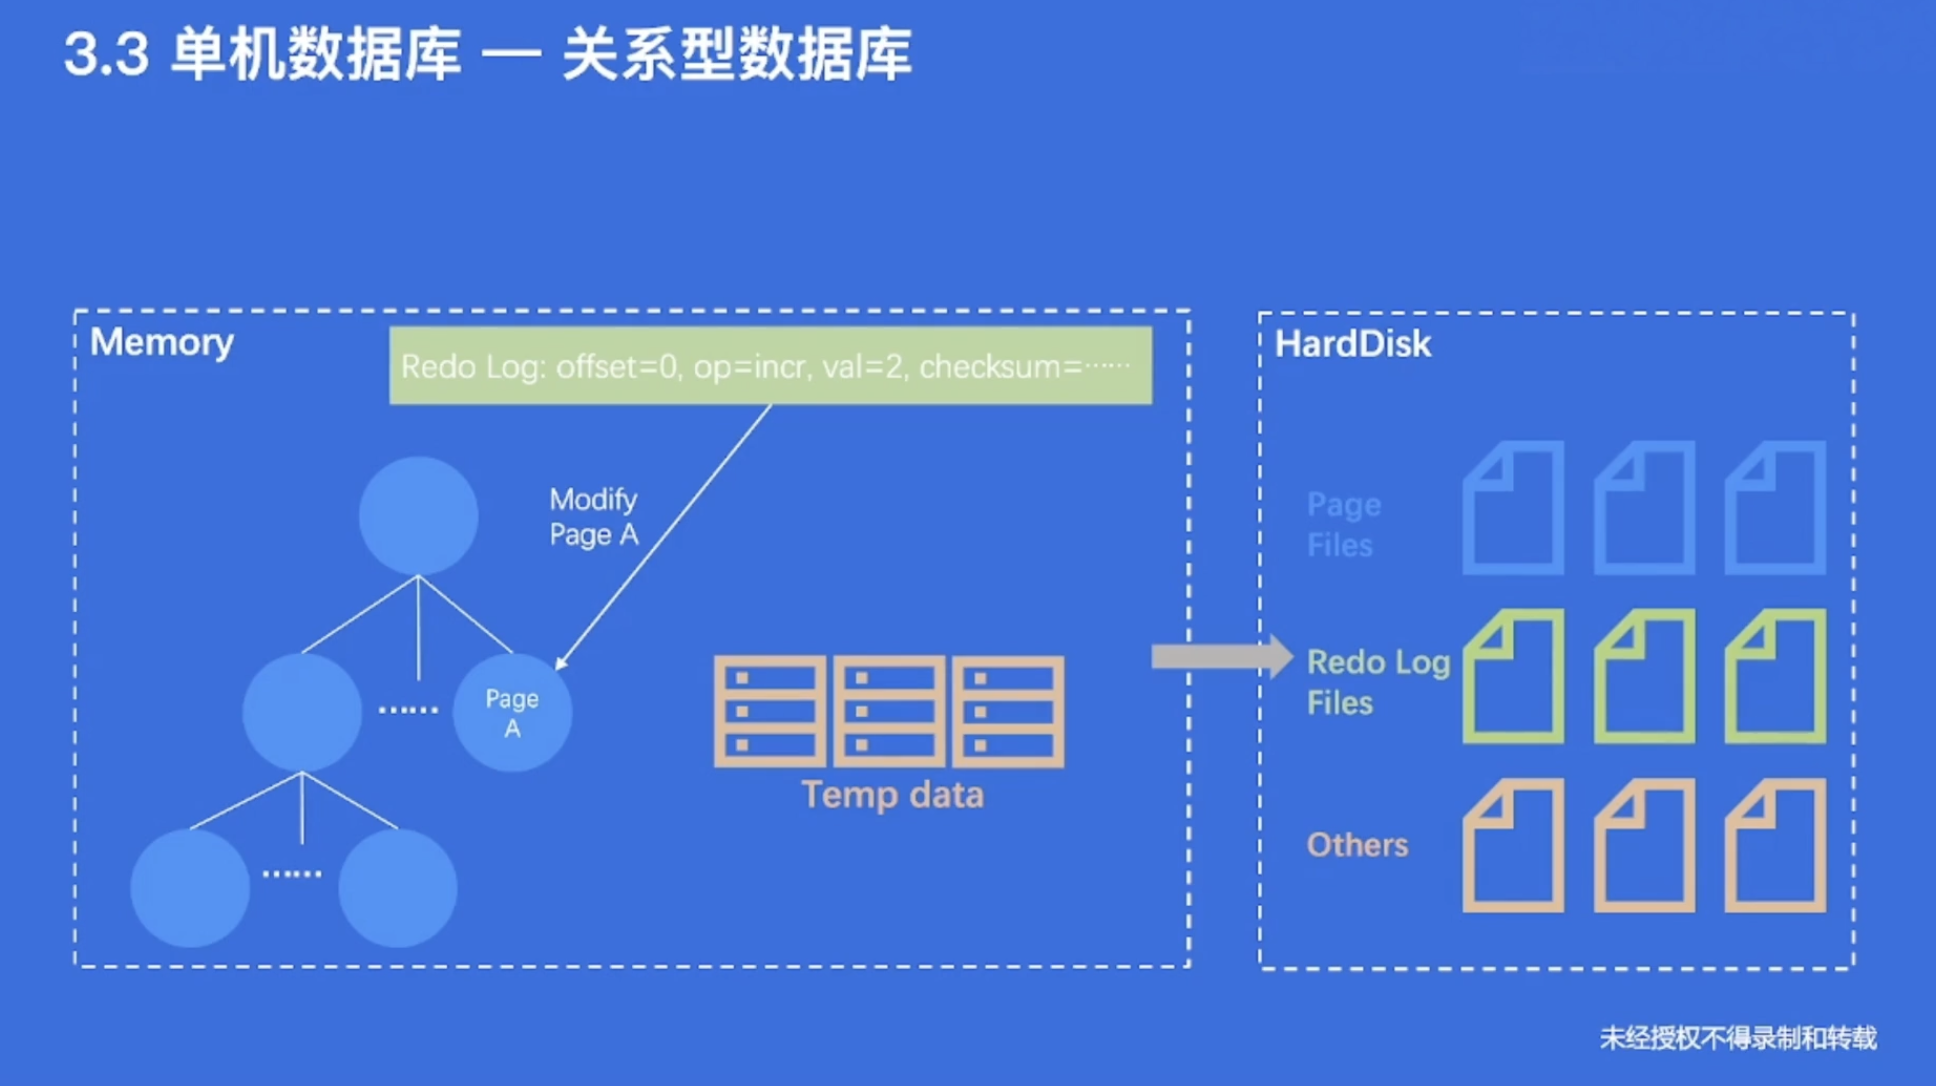 3.3 单机数据库 — 关系型数据库
Memory
Redo Log: offset=0, op=incr, val=2, checksum=······
Modify
Page A
······
Page
A
······
Temp data
HardDisk
Page
Files
Redo Log
Files
Others
未经授权不得录制和转载